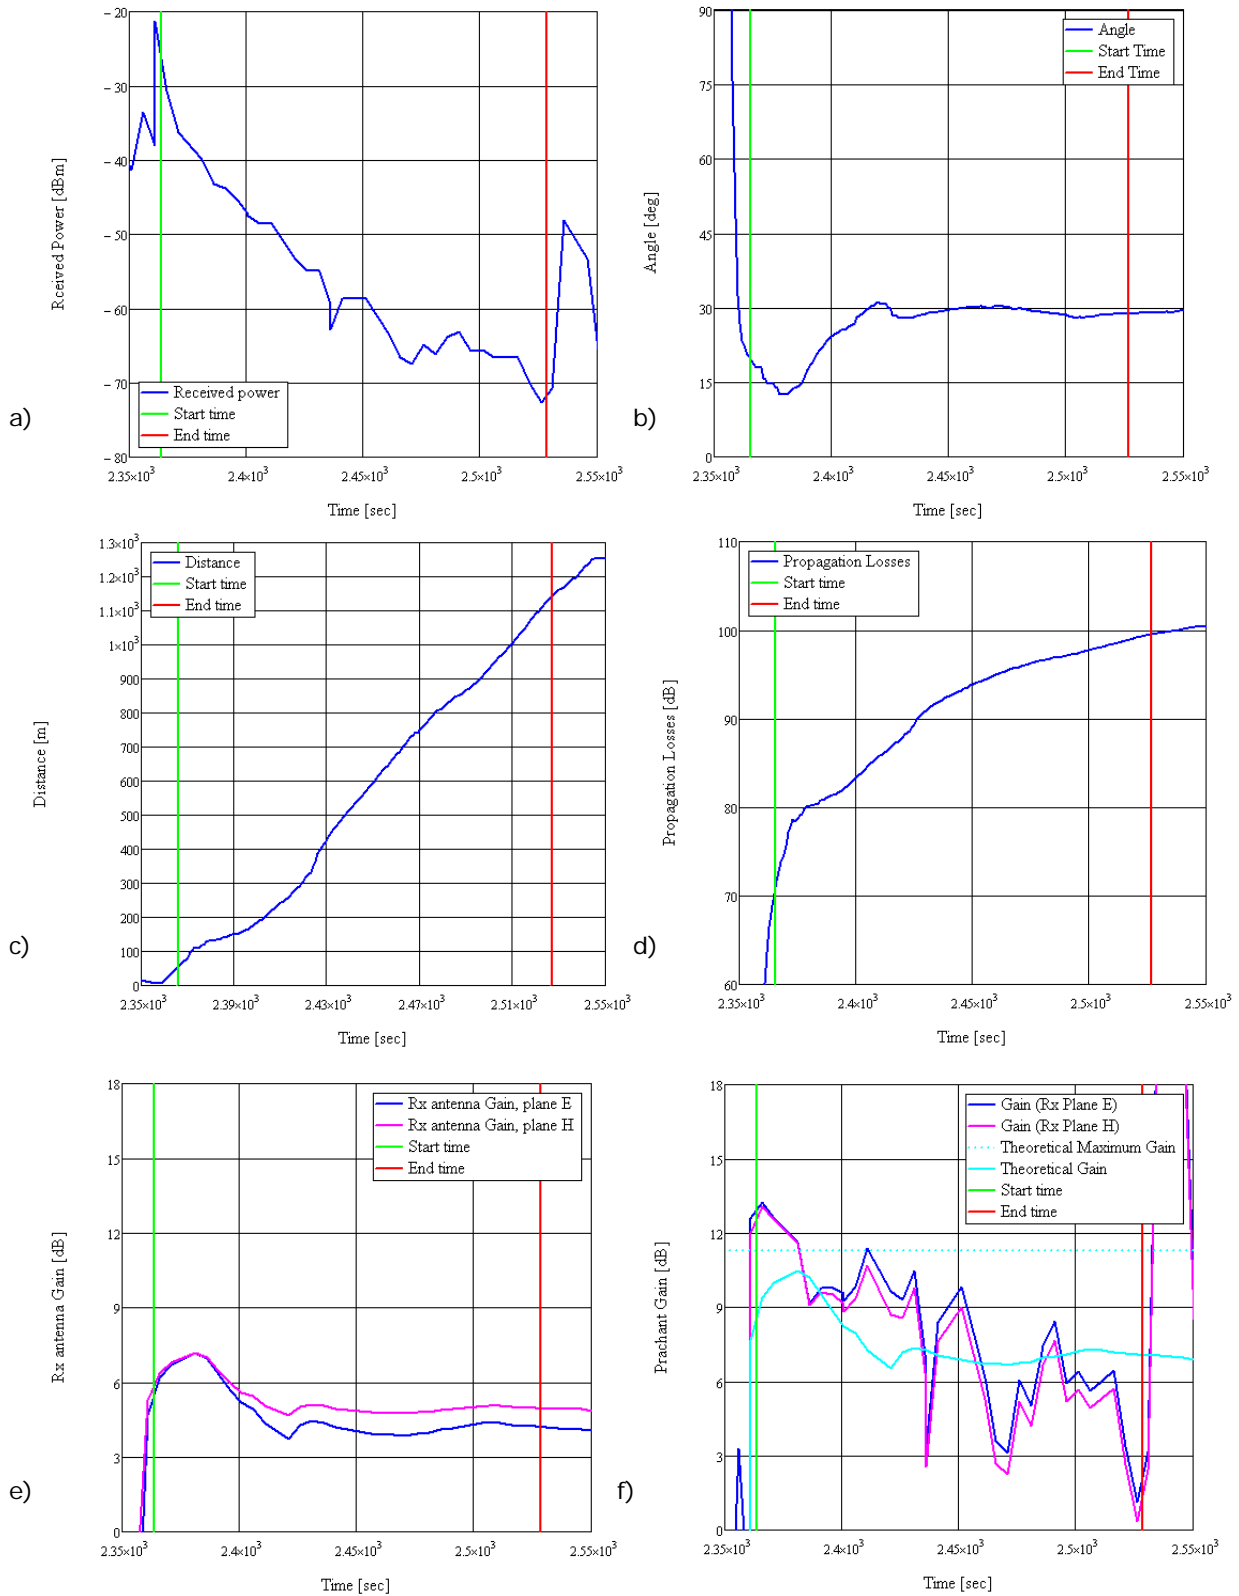 − 20
− 30
− 40
− 50
− 60
− 70
− 80
Rceived Power [dBm]
Received power
Start time
End time
2.35×10³
2.4×10³
2.45×10³
2.5×10³
2.55×10³
Time [sec]
a)
90
75
60
45
30
15
0
Angle [deg]
Angle
Start Time
End Time
2.35×10³
2.4×10³
2.45×10³
2.5×10³
2.55×10³
Time [sec]
b)
1.3×10³
1.2×10³
1.1×10³
1×10³
900
800
700
600
500
400
300
200
100
0
Distance [m]
Distance
Start time
End time
2.35×10³
2.39×10³
2.43×10³
2.47×10³
2.51×10³
2.55×10³
Time [sec]
c)
110
100
90
80
70
60
Propagation Losses [dB]
Propagation Losses
Start time
End time
2.35×10³
2.4×10³
2.45×10³
2.5×10³
2.55×10³
Time [sec]
d)
18
15
12
9
6
3
0
Rx antenna Gain [dB]
Rx antenna Gain, plane E
Rx antenna Gain, plane H
Start time
End time
2.35×10³
2.4×10³
2.45×10³
2.5×10³
2.55×10³
Time [sec]
e)
18
15
12
9
6
3
0
Prachant Gain [dB]
Gain (Rx Plane E)
Gain (Rx Plane H)
Theoretical Maximum Gain
Theoretical Gain
Start time
End time
2.35×10³
2.4×10³
2.45×10³
2.5×10³
2.55×10³
Time [sec]
f)